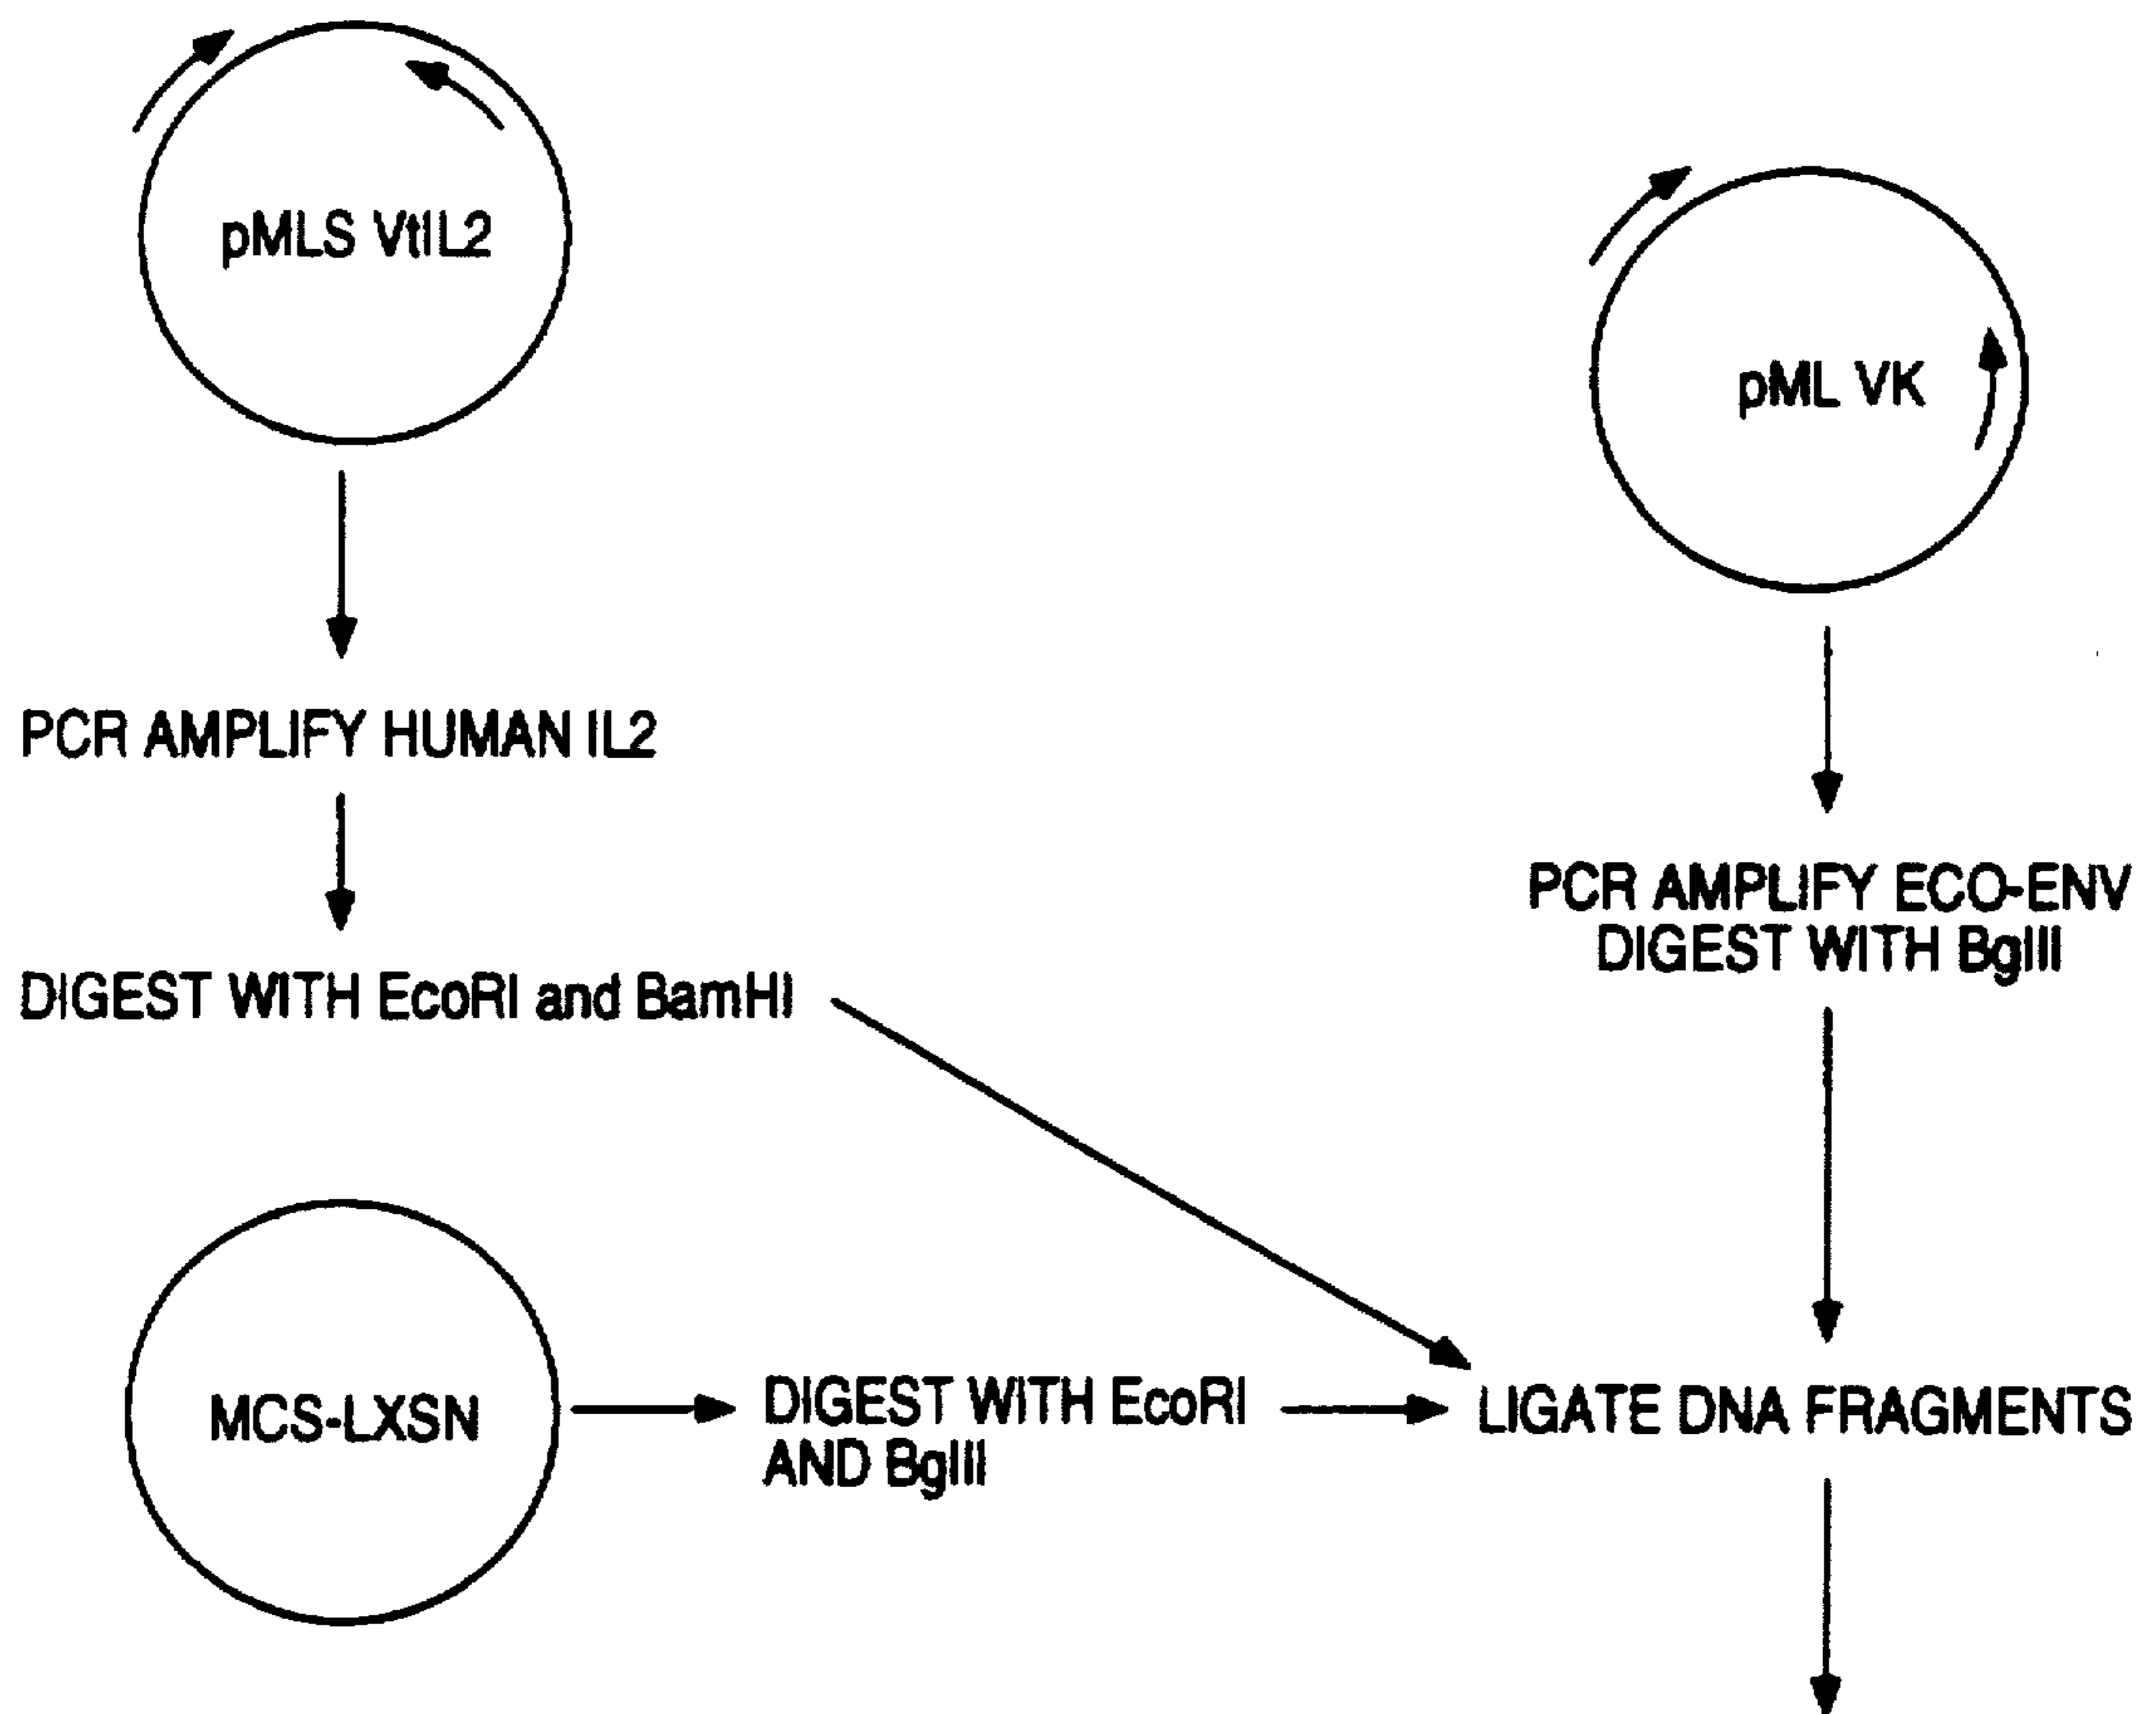 pMLS VtIL2
pML VK
PCR AMPLIFY HUMAN IL2
PCR AMPLIFY ECO-ENV
DIGEST WITH BglII
DIGEST WITH EcoRI and BamHI
MCS-LXSN
DIGEST WITH EcoRI
AND BglII
LIGATE DNA FRAGMENTS